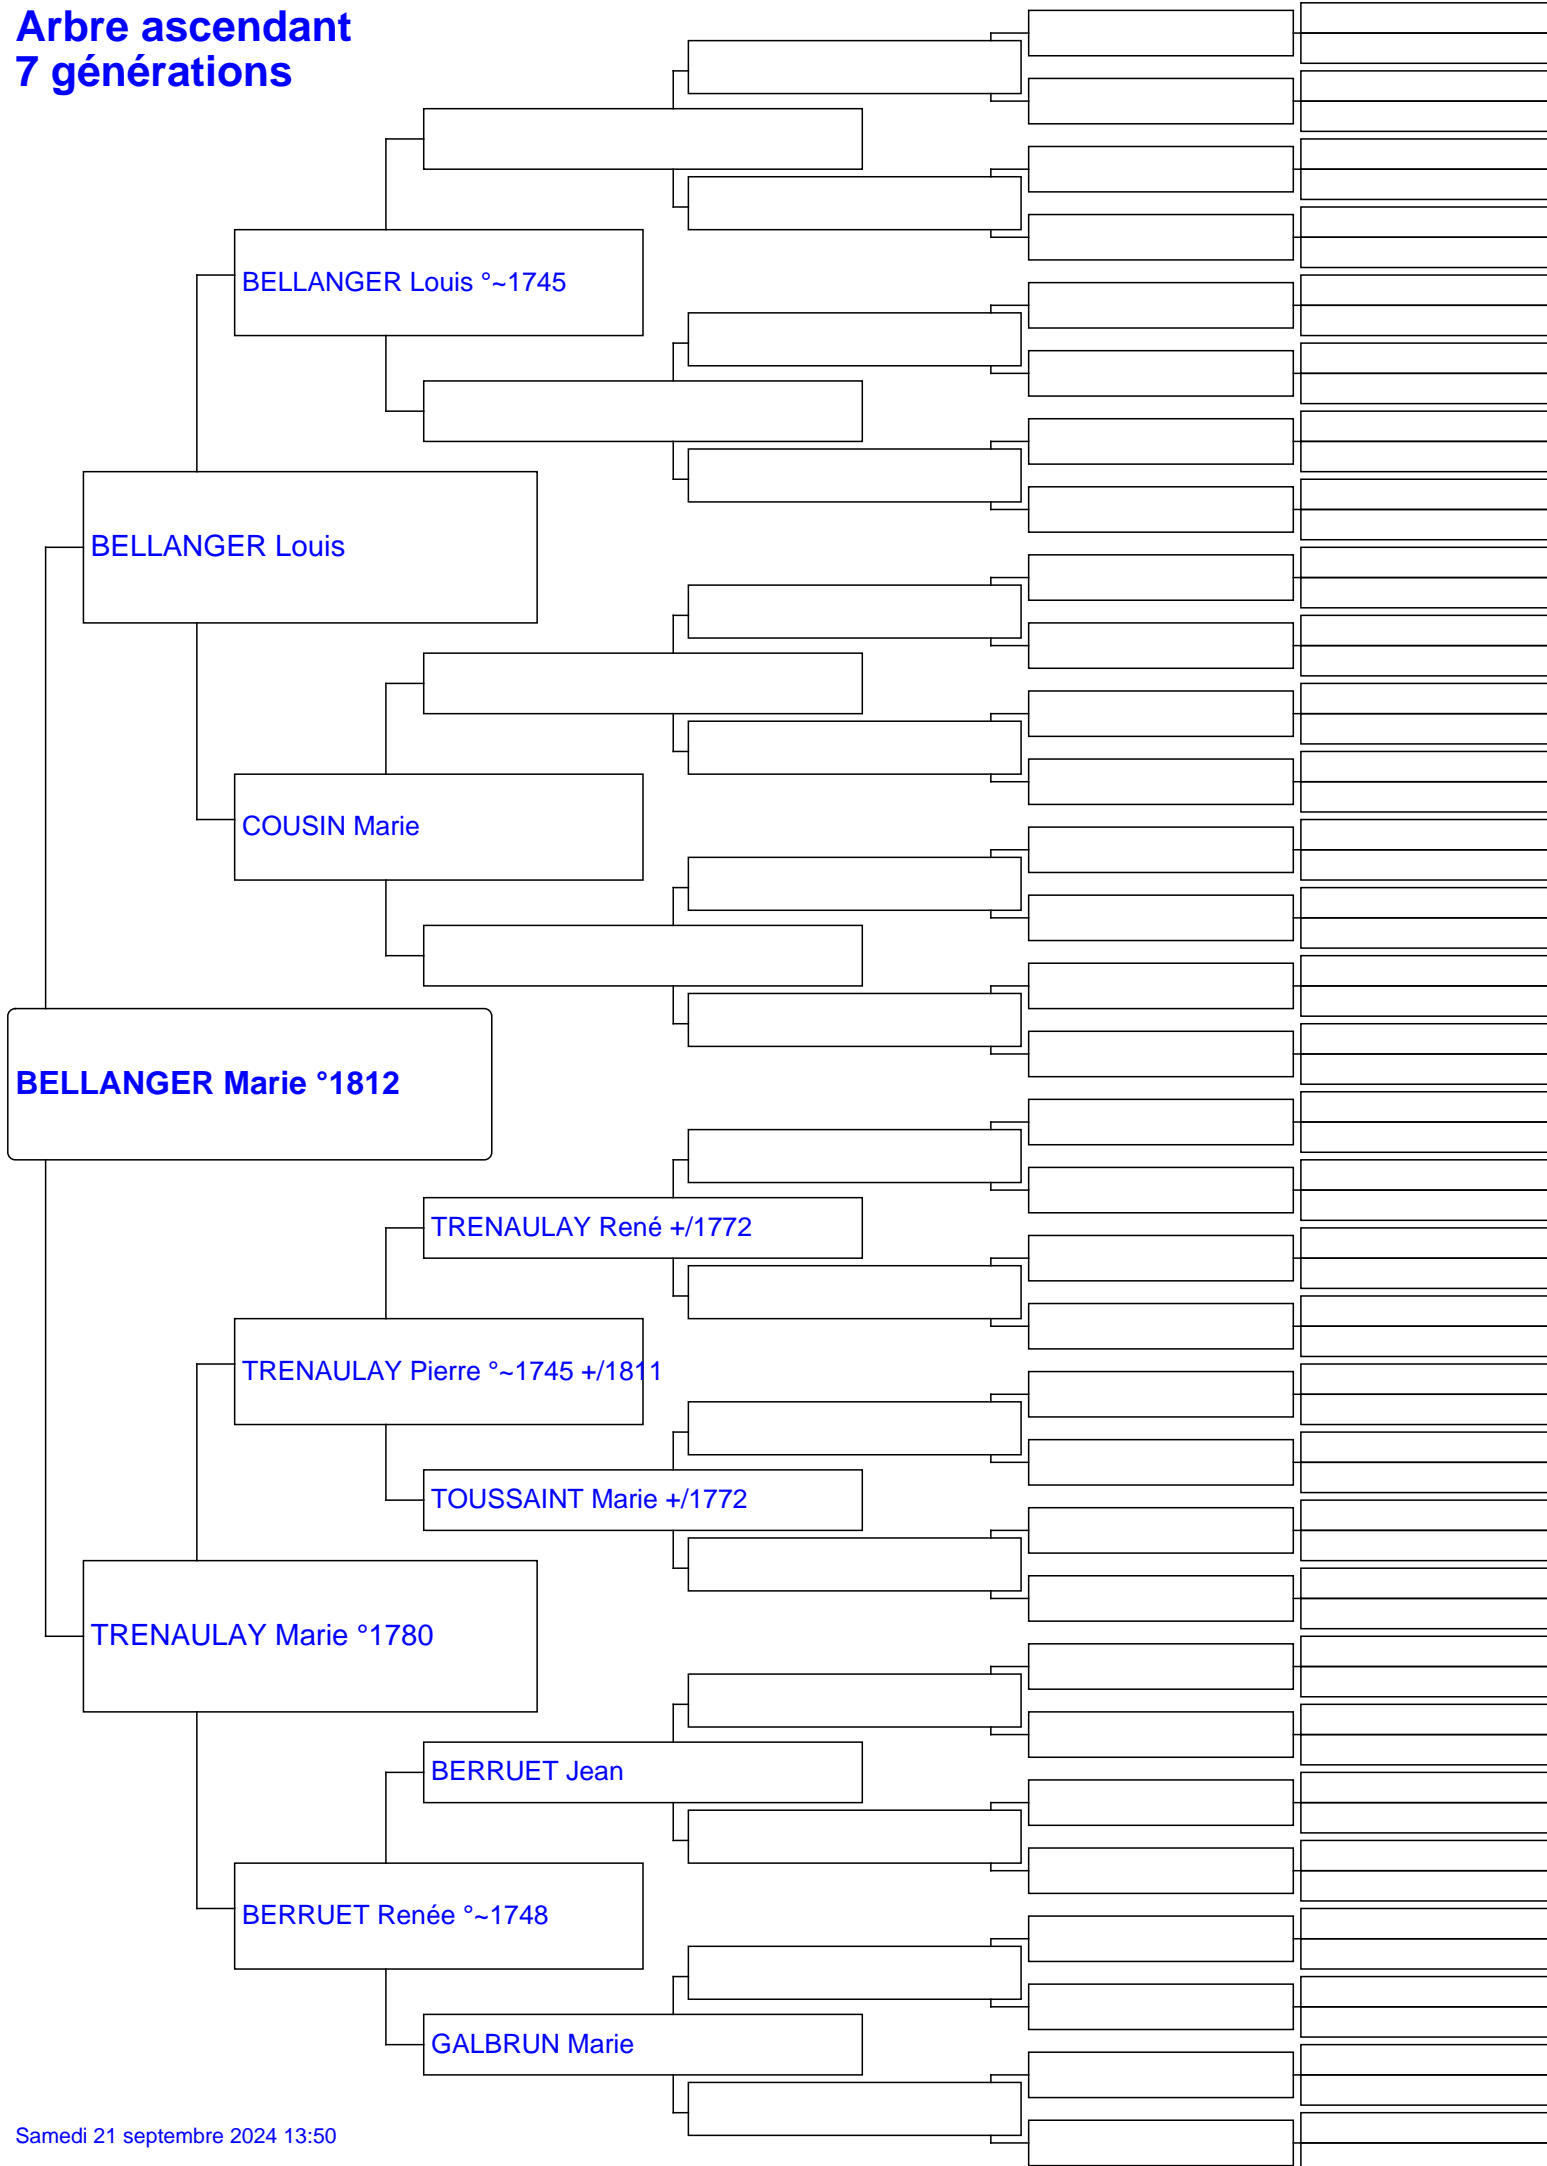 Arbre ascendant
7 générations
BELLANGER Louis °~1745
BELLANGER Louis
COUSIN Marie
BELLANGER Marie °1812
TRENAULAY René +/1772
TRENAULAY Pierre °~1745 +/1811
TOUSSAINT Marie +/1772
TRENAULAY Marie °1780
BERRUET Jean
BERRUET Renée °~1748
GALBRUN Marie
Samedi 21 septembre 2024 13:50